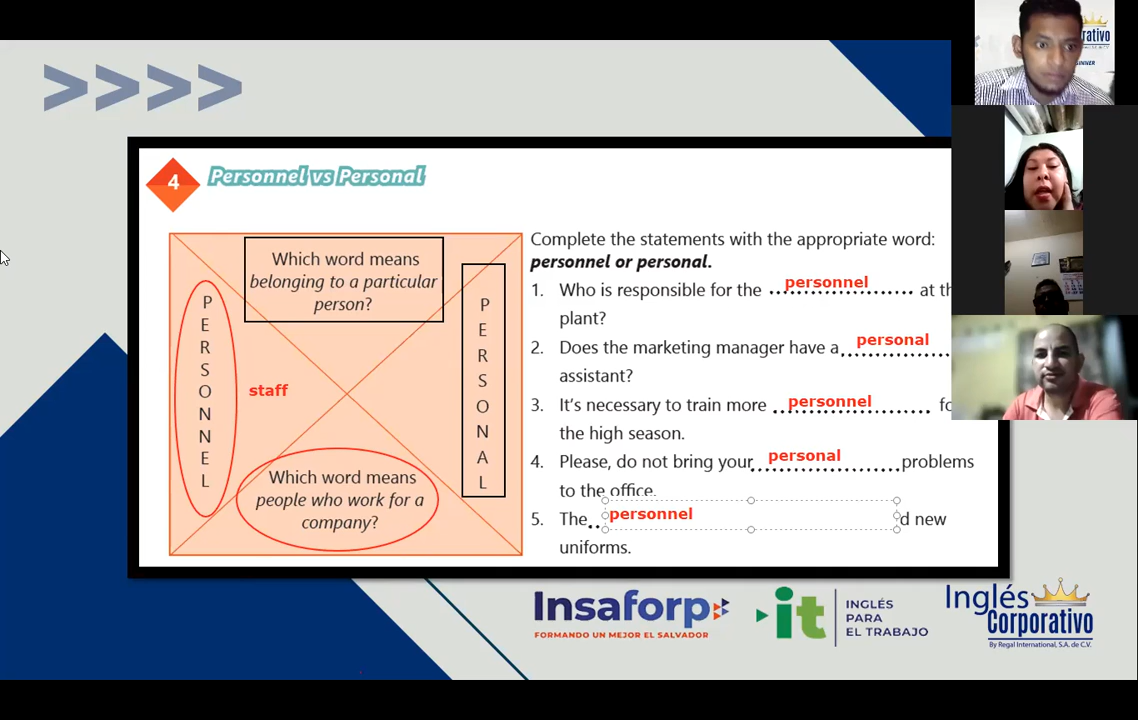 >>>>
4 Personnel vs Personal
Which word means
belonging to a particular
person?
PERSONNEL
PERSONAL
staff
Which word means
people who work for a
company?
Complete the statements with the appropriate word:
personnel or personal.
1. Who is responsible for the personnel at
plant?
2. Does the marketing manager have a personal
assistant?
3. It's necessary to train more personnel
the high season.
4. Please, do not bring your personal problems
to the office.
5. The personnel d new
uniforms.
Insaforp
FORMANDO UN MEJOR EL SALVADOR
it
INGLÉS
PARA
EL TRABAJO
Inglés
Corporativo
By Regal International, S.A. de C.V.